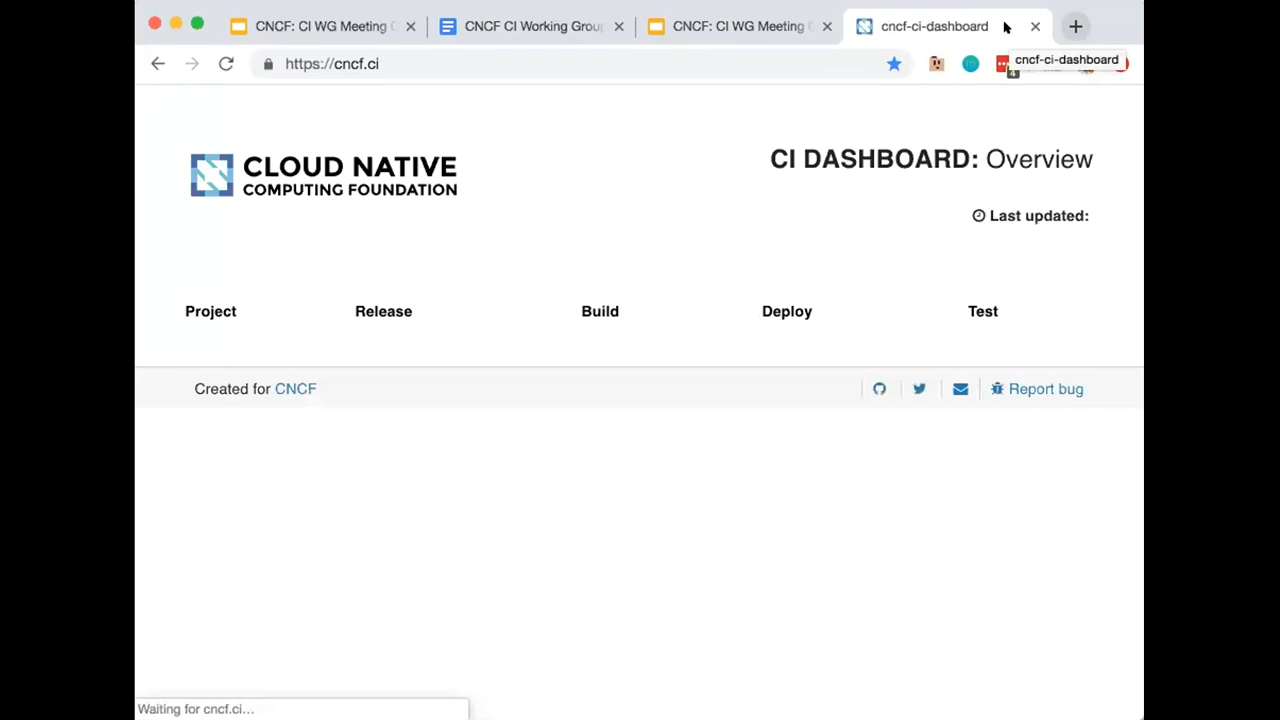 CNCF: CI WG Meeting
CNCF CI Working Grou
CNCF: CI WG Meeting
cncf-ci-dashboard
https://cncf.ci
4
cncf-ci-dashboard
CLOUD NATIVE
COMPUTING FOUNDATION
CI DASHBOARD: Overview
Last updated:
Project Release Build Deploy Test
Created for CNCF
Report bug
Waiting for cncf.ci...